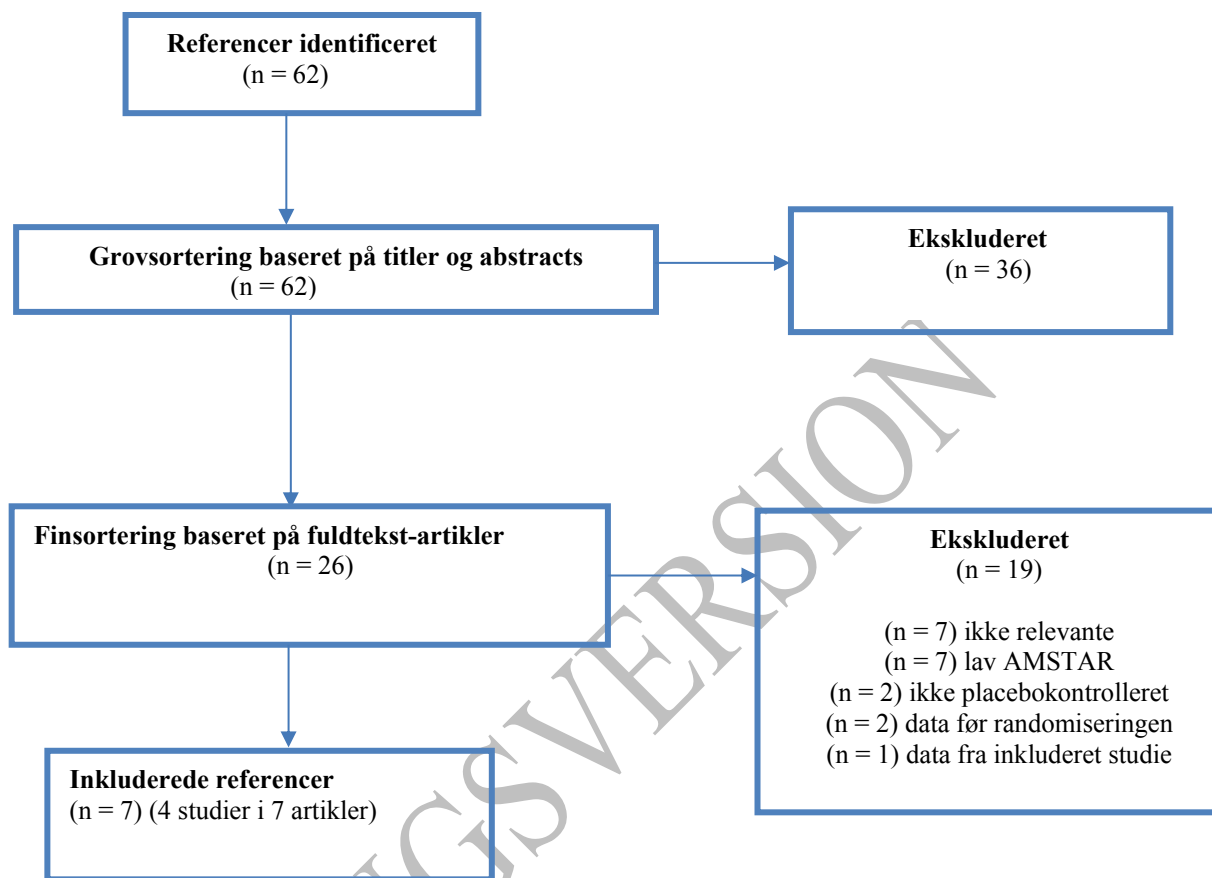 Referencer identificeret
(n = 62)
Grovsortering baseret på titler og abstracts
(n = 62)
Ekskluderet
(n = 36)
Finsortering baseret på fuldtekst-artikler
(n = 26)
Ekskluderet
(n = 19)
(n = 7) ikke relevante
(n = 7) lav AMSTAR
(n = 2) ikke placebokontrolleret
(n = 2) data før randomiseringen
(n = 1) data fra inkluderet studie
Inkluderede referencer
(n = 7) (4 studier i 7 artikler)
NGSVERSION